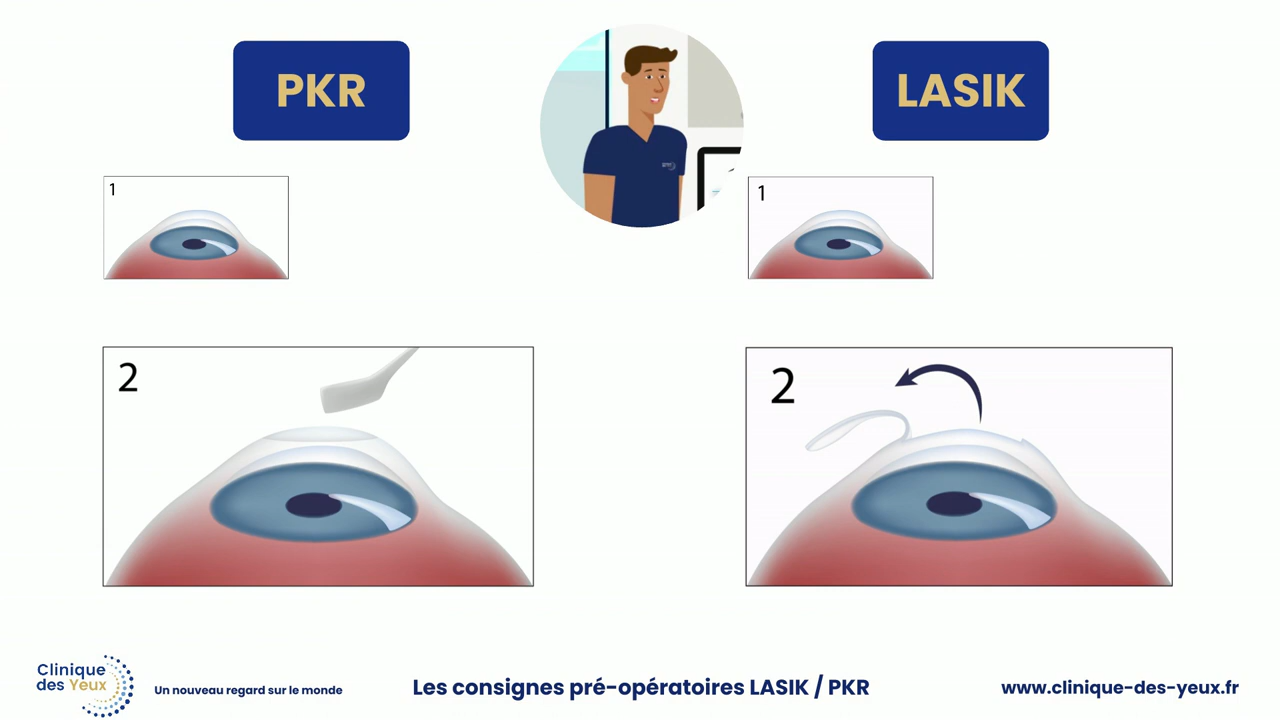 PKR
LASIK
1
1
2
2
Clinique
des Yeux
Un nouveau regard sur le monde
Les consignes pré-opératoires LASIK / PKR
www.clinique-des-yeux.fr